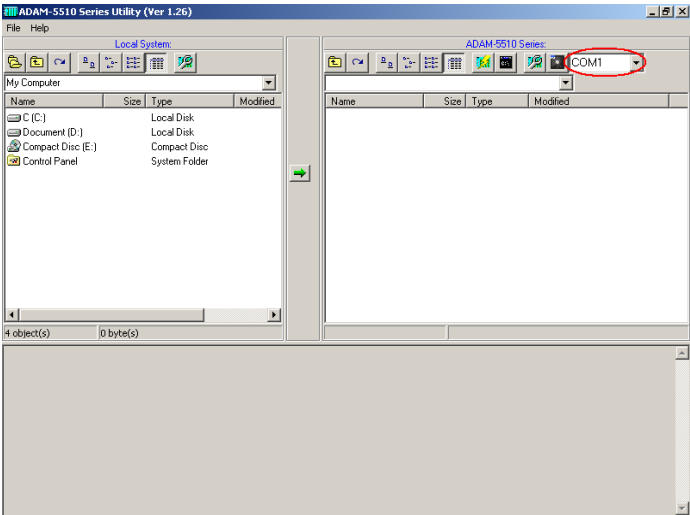 ADAM-5510 Series Utility (Ver 1.26)
File Help
Local System:
ADAM-5510 Series:
COM1
My Computer
Name Size Type Modified
Name Size Type Modified
C (C:) Local Disk
Document (D:) Local Disk
Compact Disc (E:) Compact Disc
Control Panel System Folder
4 object(s) 0 byte(s)